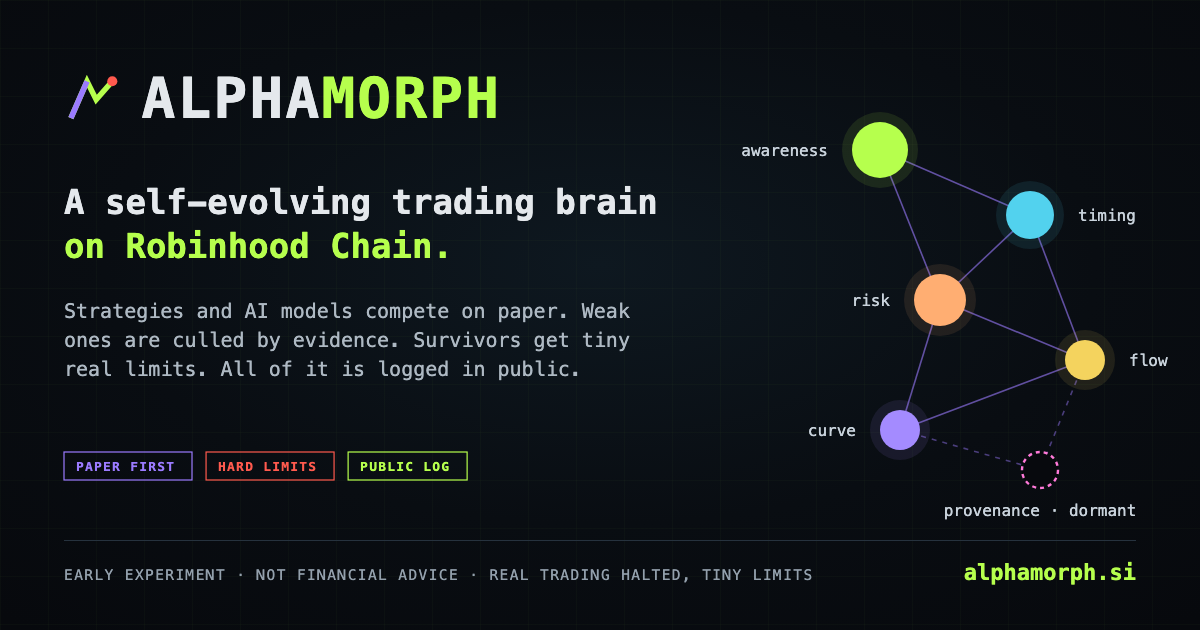 ALPHAMORPH
A self-evolving trading brain
on Robinhood Chain.
Strategies and AI models compete on paper. Weak
ones are culled by evidence. Survivors get tiny
real limits. All of it is logged in public.
PAPER FIRST
HARD LIMITS
PUBLIC LOG
awareness
timing
risk
flow
curve
provenance · dormant
EARLY EXPERIMENT · NOT FINANCIAL ADVICE · REAL TRADING HALTED, TINY LIMITS
alphamorph.si